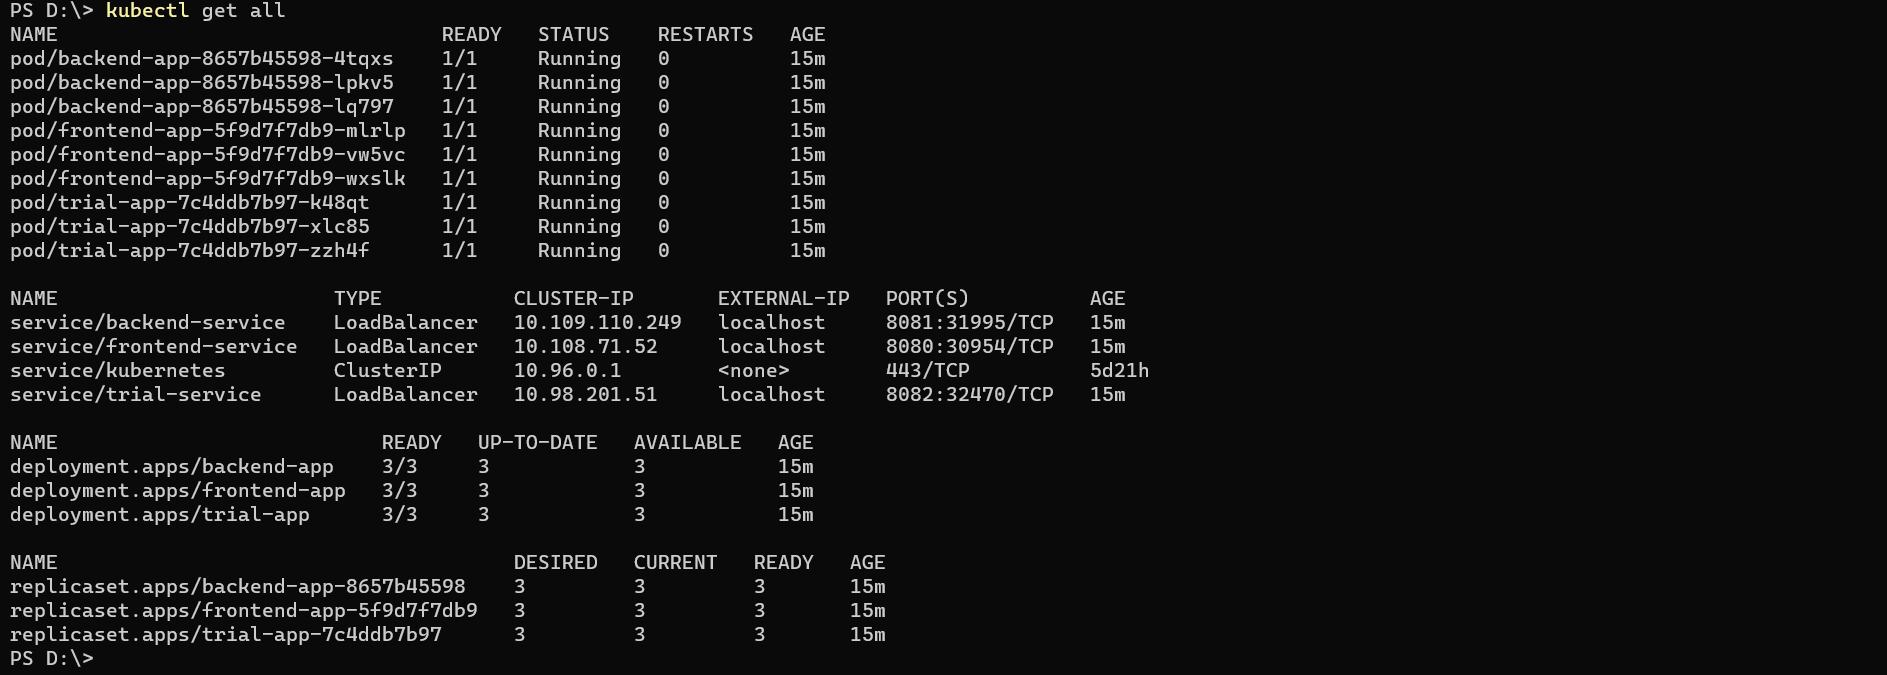 PS D:\> kubectl get all
NAME                                READY   STATUS    RESTARTS   AGE
pod/backend-app-8657b45598-4tqxs    1/1     Running   0          15m
pod/backend-app-8657b45598-lpkv5    1/1     Running   0          15m
pod/backend-app-8657b45598-lq797    1/1     Running   0          15m
pod/frontend-app-5f9d7f7db9-mlrlp   1/1     Running   0          15m
pod/frontend-app-5f9d7f7db9-vw5vc   1/1     Running   0          15m
pod/frontend-app-5f9d7f7db9-wxslk   1/1     Running   0          15m
pod/trial-app-7c4ddb7b97-k48qt      1/1     Running   0          15m
pod/trial-app-7c4ddb7b97-xlc85      1/1     Running   0          15m
pod/trial-app-7c4ddb7b97-zzh4f      1/1     Running   0          15m

NAME                       TYPE           CLUSTER-IP       EXTERNAL-IP   PORT(S)          AGE
service/backend-service    LoadBalancer   10.109.110.249   localhost     8081:31995/TCP   15m
service/frontend-service   LoadBalancer   10.108.71.52     localhost     8080:30954/TCP   15m
service/kubernetes         ClusterIP      10.96.0.1        <none>        443/TCP          5d21h
service/trial-service      LoadBalancer   10.98.201.51     localhost     8082:32470/TCP   15m

NAME                           READY   UP-TO-DATE   AVAILABLE   AGE
deployment.apps/backend-app    3/3     3            3           15m
deployment.apps/frontend-app   3/3     3            3           15m
deployment.apps/trial-app      3/3     3            3           15m

NAME                                      DESIRED   CURRENT   READY   AGE
replicaset.apps/backend-app-8657b45598    3         3         3       15m
replicaset.apps/frontend-app-5f9d7f7db9   3         3         3       15m
replicaset.apps/trial-app-7c4ddb7b97      3         3         3       15m
PS D:\>